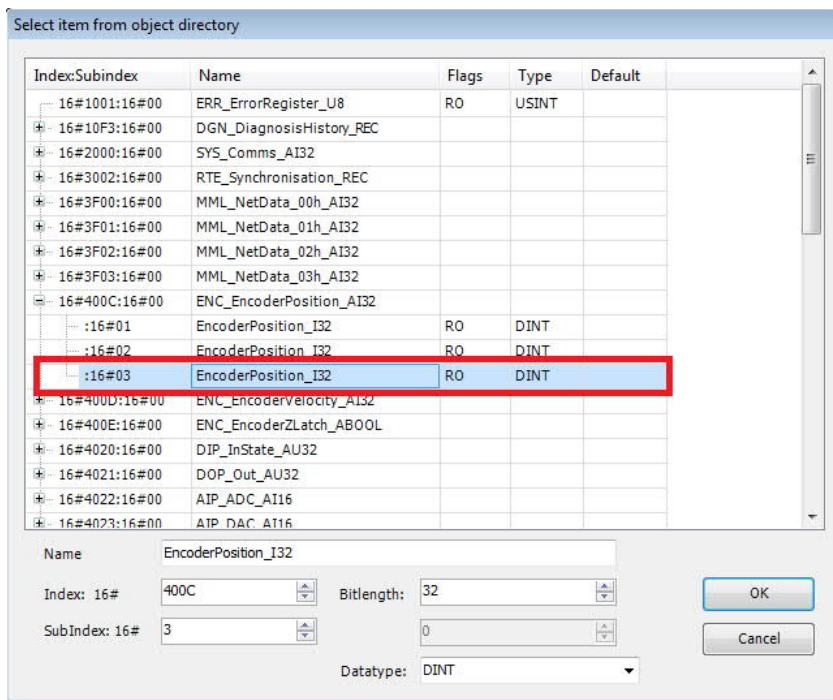 Select item from object directory
Index:Subindex Name Flags Type Default
16#1001:16#00 ERR_ErrorRegister_U8 RO USINT
16#10F3:16#00 DGN_DiagnosisHistory_REC
16#2000:16#00 SYS_Comms_AI32
16#3002:16#00 RTE_Synchronisation_REC
16#3F00:16#00 MML_NetData_00h_AI32
16#3F01:16#00 MML_NetData_01h_AI32
16#3F02:16#00 MML_NetData_02h_AI32
16#3F03:16#00 MML_NetData_03h_AI32
16#400C:16#00 ENC_EncoderPosition_AI32
:16#01 EncoderPosition_I32 RO DINT
:16#02 EncoderPosition_I32 RO DINT
:16#03 EncoderPosition_I32 RO DINT
16#400D:16#00 ENC_EncoderVelocity_AI32
16#400E:16#00 ENC_EncoderZLatch_ABOOL
16#4020:16#00 DIP_InState_AU32
16#4021:16#00 DOP_Out_AU32
16#4022:16#00 AIP_ADC_AI16
16#4023:16#00 AIP_DAC_AI16
Name EncoderPosition_I32
Index: 16# 400C Bitlength: 32 OK
SubIndex: 16# 3 0 Cancel
Datatype: DINT